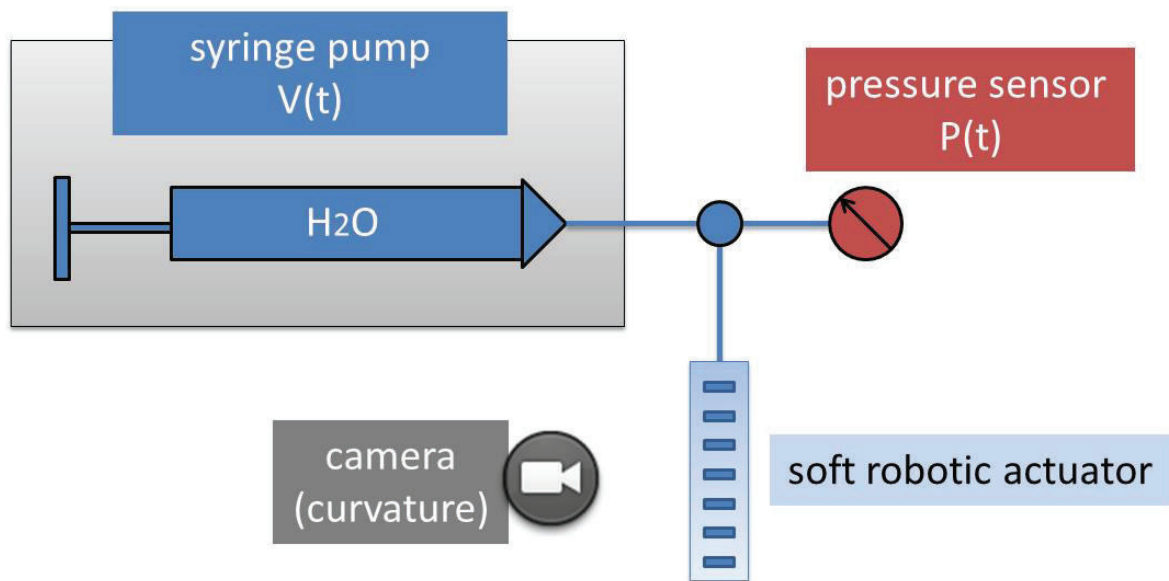 syringe pump
V(t)
pressure sensor
P(t)
H2O
camera
(curvature)
soft robotic actuator